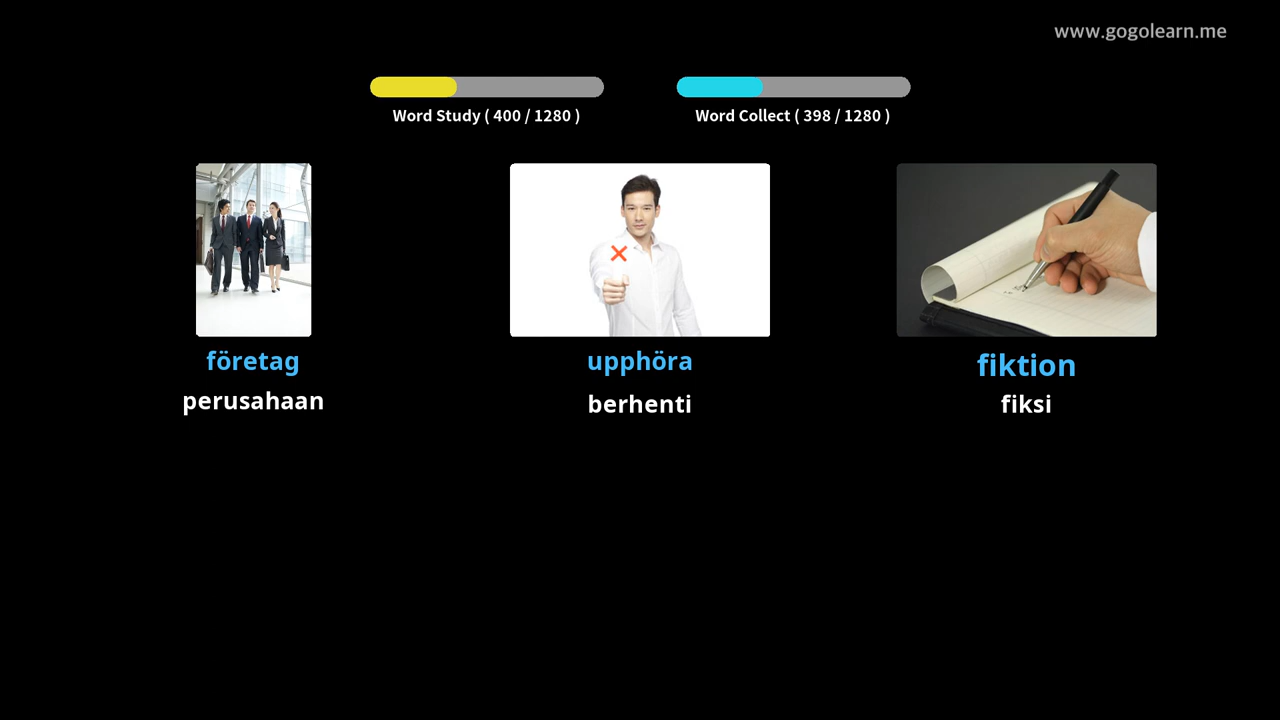 www.gogolearn.me
Word Study ( 400 / 1280 )
Word Collect ( 398 / 1280 )
företag
perusahaan
upphöra
berhenti
fiktion
fiksi